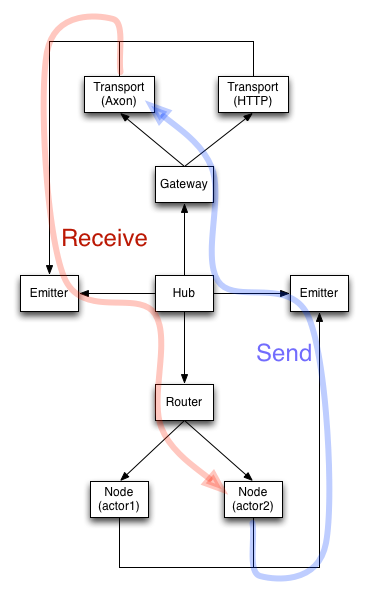 Transport
(Axon)
Transport
(HTTP)
Gateway
Receive
Emitter
Hub
Emitter
Send
Router
Node
(actor1)
Node
(actor2)